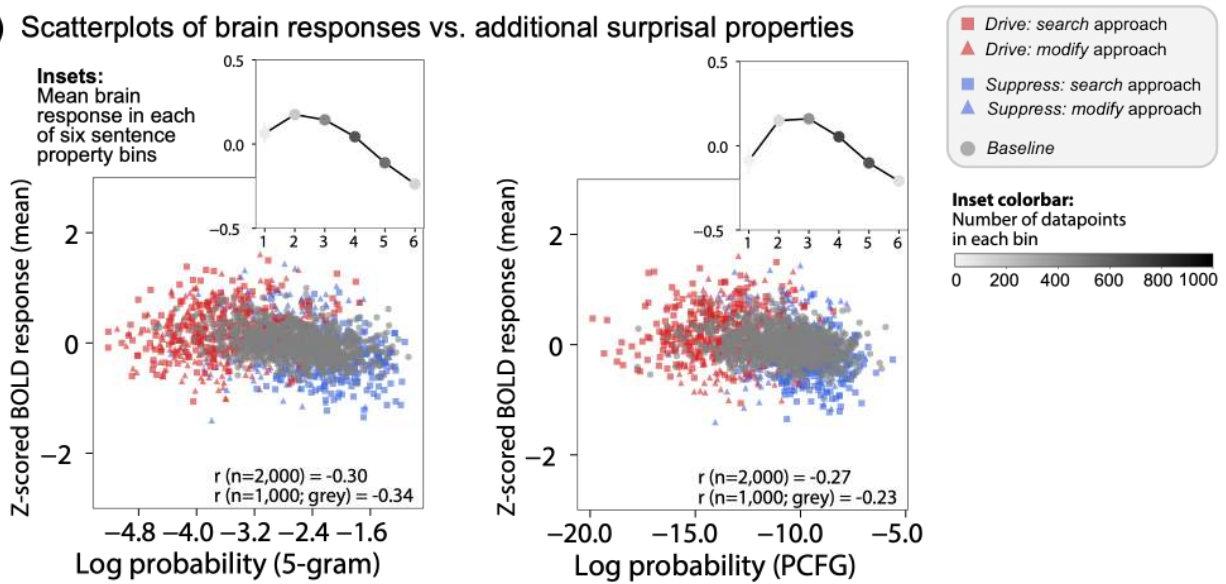 Scatterplots of brain responses vs. additional surprisal properties
Insets:
Mean brain
response in each
of six sentence
property bins
0.5
0.0
−0.5
1 2 3 4 5 6
Z-scored BOLD response (mean)
2
0
−2
r (n=2,000) = -0.30
r (n=1,000; grey) = -0.34
−4.8 −4.0 −3.2 −2.4 −1.6
Log probability (5-gram)
0.5
0.0
−0.5
1 2 3 4 5 6
Z-scored BOLD response (mean)
2
0
−2
r (n=2,000) = -0.27
r (n=1,000; grey) = -0.23
−20.0 −15.0 −10.0 −5.0
Log probability (PCFG)
Drive: search approach
Drive: modify approach
Suppress: search approach
Suppress: modify approach
Baseline
Inset colorbar:
Number of datapoints
in each bin
0 200 400 600 800 1000